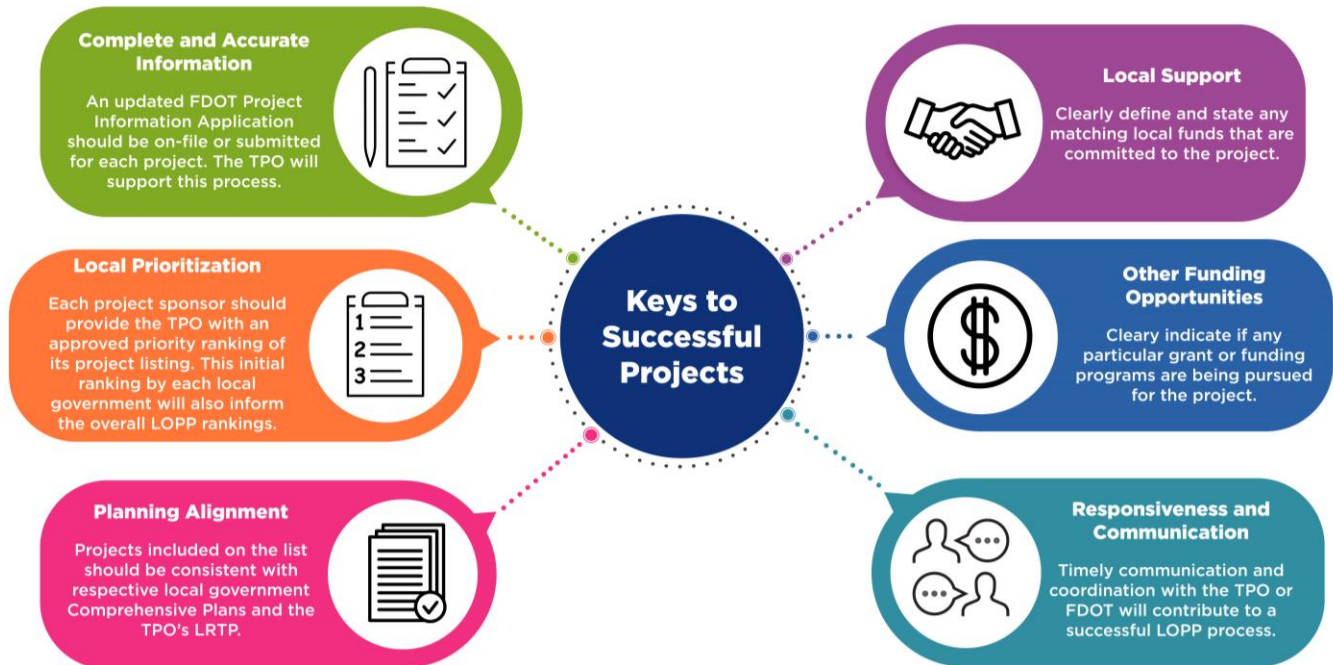 Complete and Accurate
Information
An updated FDOT Project
Information Application
should be on-file or submitted
for each project. The TPO will
support this process.
Local Prioritization
Each project sponsor should
provide the TPO with an
approved priority ranking of
its project listing. This initial
ranking by each local
government will also inform
the overall LOPP rankings.
1
2
3
Planning Alignment
Projects included on the list
should be consistent with
respective local government
Comprehensive Plans and the
TPO's LRTP.
Keys to
Successful
Projects
Local Support
Clearly define and state any
matching local funds that are
committed to the project.
Other Funding
Opportunities
Cleary indicate if any
particular grant or funding
programs are being pursued
for the project.
$
Responsiveness and
Communication
Timely communication and
coordination with the TPO or
FDOT will contribute to a
successful LOPP process.